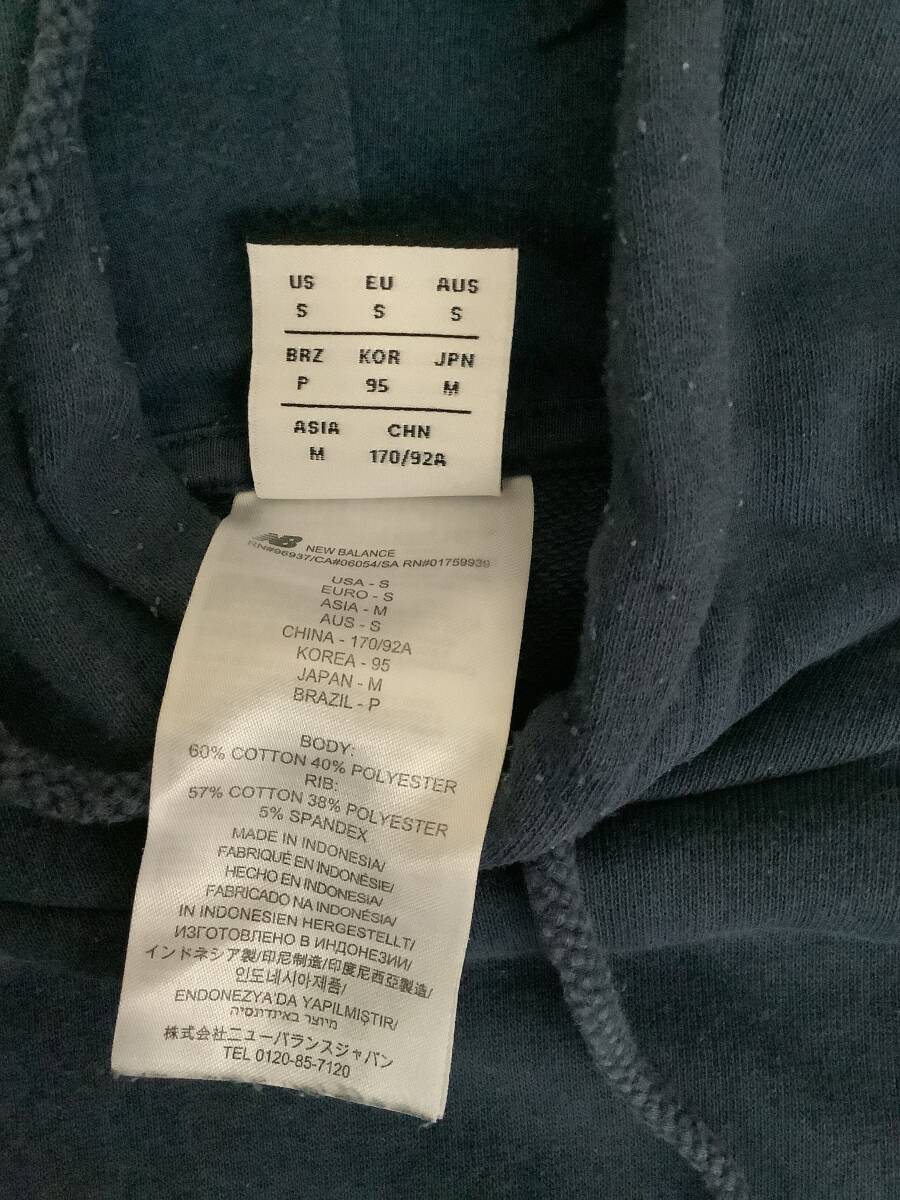 US EU AUS
S S S
BRZ KOR JPN
P 95 M
ASIA CHN
M 170/92A
NB NEW BALANCE
RN#96937/CA#06054/SA RN#01759939
USA - S
EURO - S
ASIA - M
AUS - S
CHINA - 170/92A
KOREA - 95
JAPAN - M
BRAZIL - P
BODY:
60% COTTON 40% POLYESTER
RIB:
57% COTTON 38% POLYESTER
5% SPANDEX
MADE IN INDONESIA/
FABRIQUÉ EN INDONÉSIE/
HECHO EN INDONESIA/
FABRICADO NA INDONÉSIA/
IN INDONESIEN HERGESTELLT/
ИЗГОТОВЛЕНО В ИНДОНЕЗИИ/
インドネシア製/印尼制造/印度尼西亞製造/
인도네시아제품/
ENDONEZYA'DA YAPILMIŞTIR/
מיוצר באינדונסיה
株式会社ニューバランスジャパン
TEL 0120-85-7120